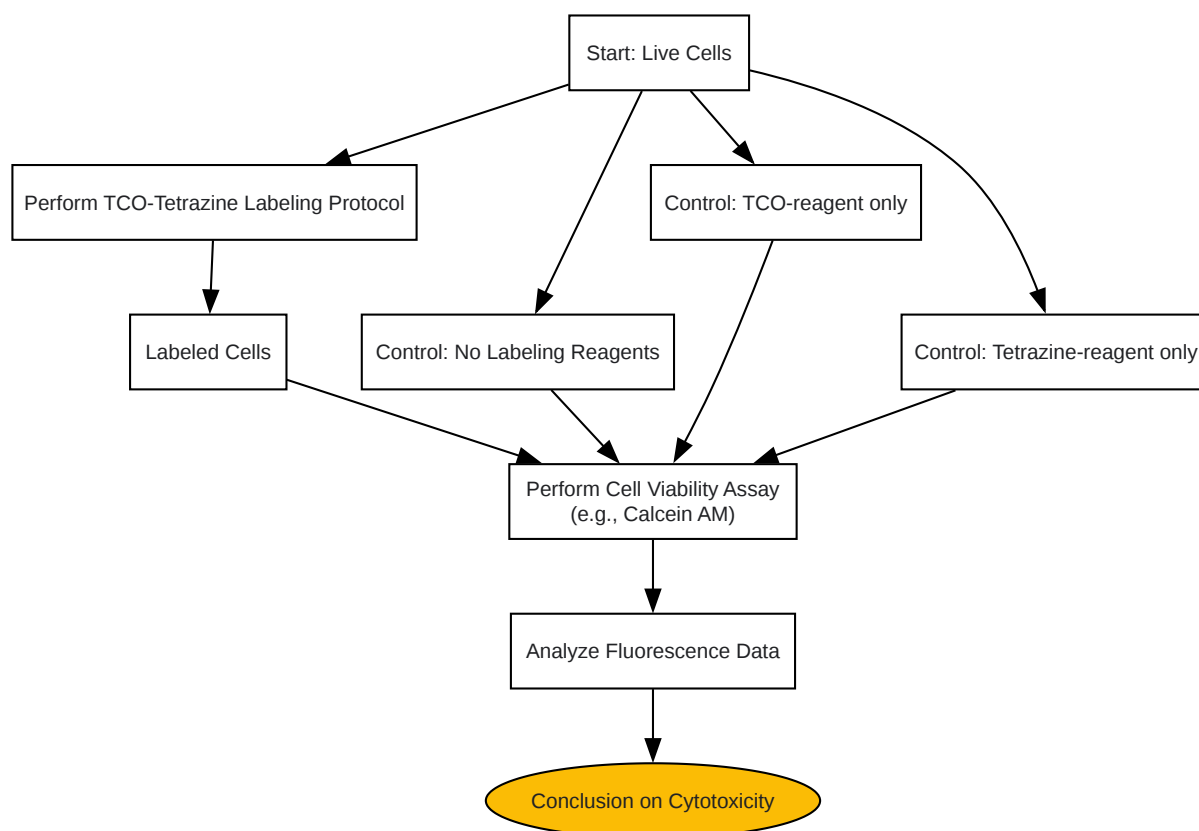 Start: Live Cells
Perform TCO-Tetrazine Labeling Protocol
Control: TCO-reagent only
Labeled Cells
Control: No Labeling Reagents
Control: Tetrazine-reagent only
Perform Cell Viability Assay
(e.g., Calcein AM)
Analyze Fluorescence Data
Conclusion on Cytotoxicity